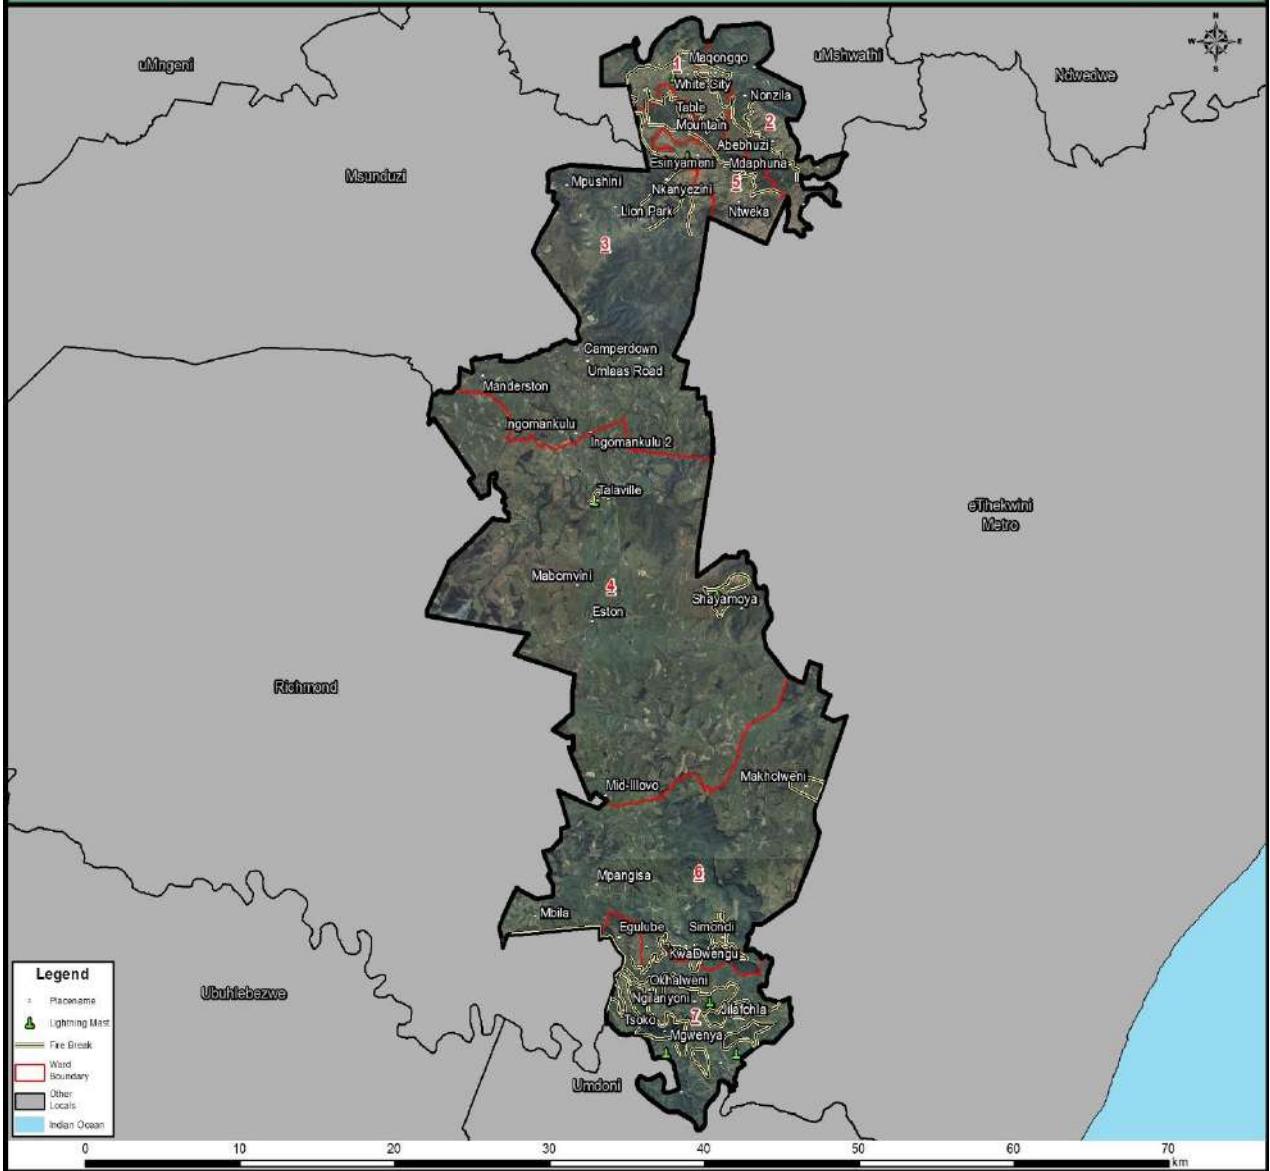 N
W E
S
uMngeni
uMshwathi
Ndwedwe
1
Maqongqo
White City
Nonzila
Table
Mountain
2
Abebhuzi
Esinyameni
Mdaphuna
Msunduzi
Mpushini
Nkanyezini
5
Lion Park
Ntweka
3
Camperdown
Umlaas Road
Manderston
Ingomankulu
Ingomankulu 2
Talaville
eThekwini
Metro
Mabomvini
4
Shayamoya
Eston
Richmond
Makholweni
Mid-Illovo
Mpangisa
6
Mbila
Egulube
Simondi
KwaDwengu
Okhalweni
Ubuhlebezwe
Ngilanyoni
Jilafohla
Tsoko
7
Mgwenya
Umdoni
Legend
Placename
Lightning Mast
Fire Break
Ward
Boundary
Other
Locals
Indian Ocean
0 10 20 30 40 50 60 70
km